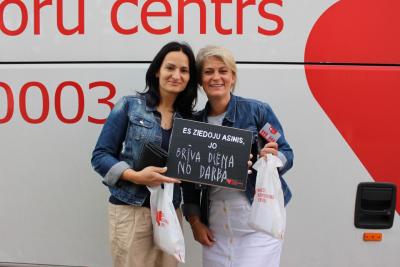 oru centrs
0003
ES ZIEDOJU ASINIS,
JO
BRĪVA DIENA
NO DARBA